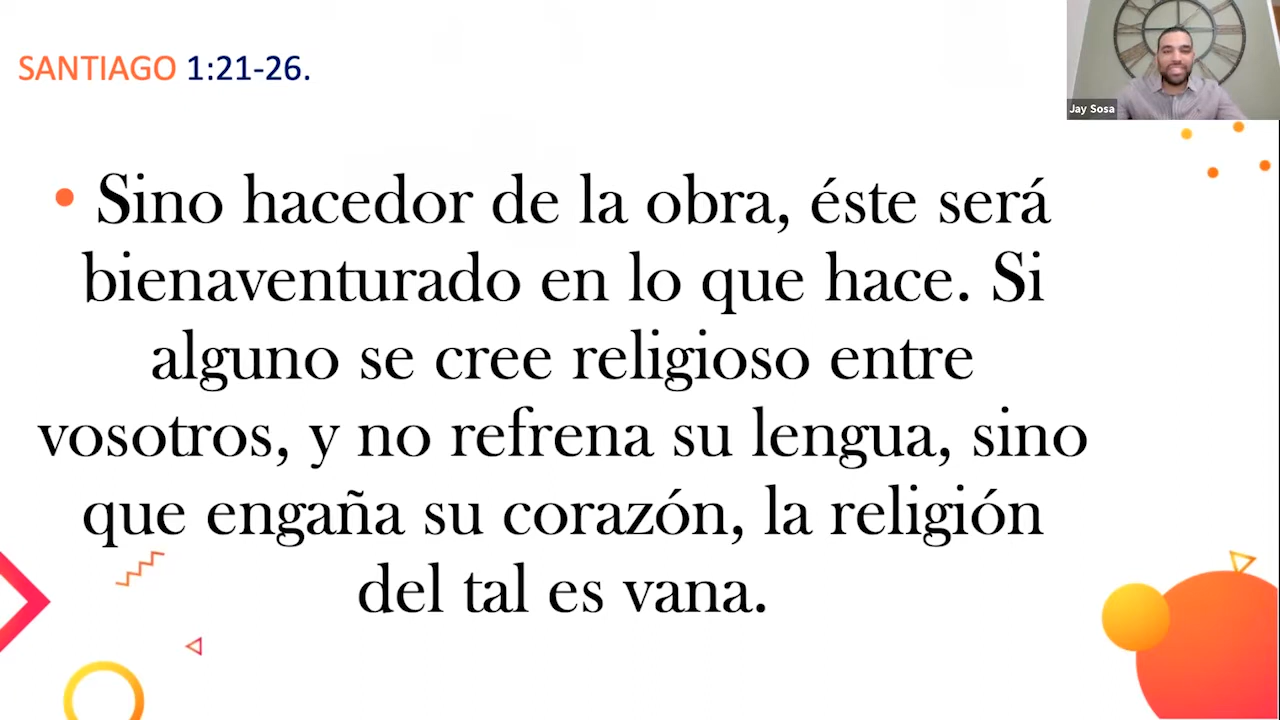 SANTIAGO 1:21-26.
Jay Sosa
• Sino hacedor de la obra, éste será
bienaventurado en lo que hace. Si
alguno se cree religioso entre
vosotros, y no refrena su lengua, sino
que engaña su corazón, la religión
del tal es vana.